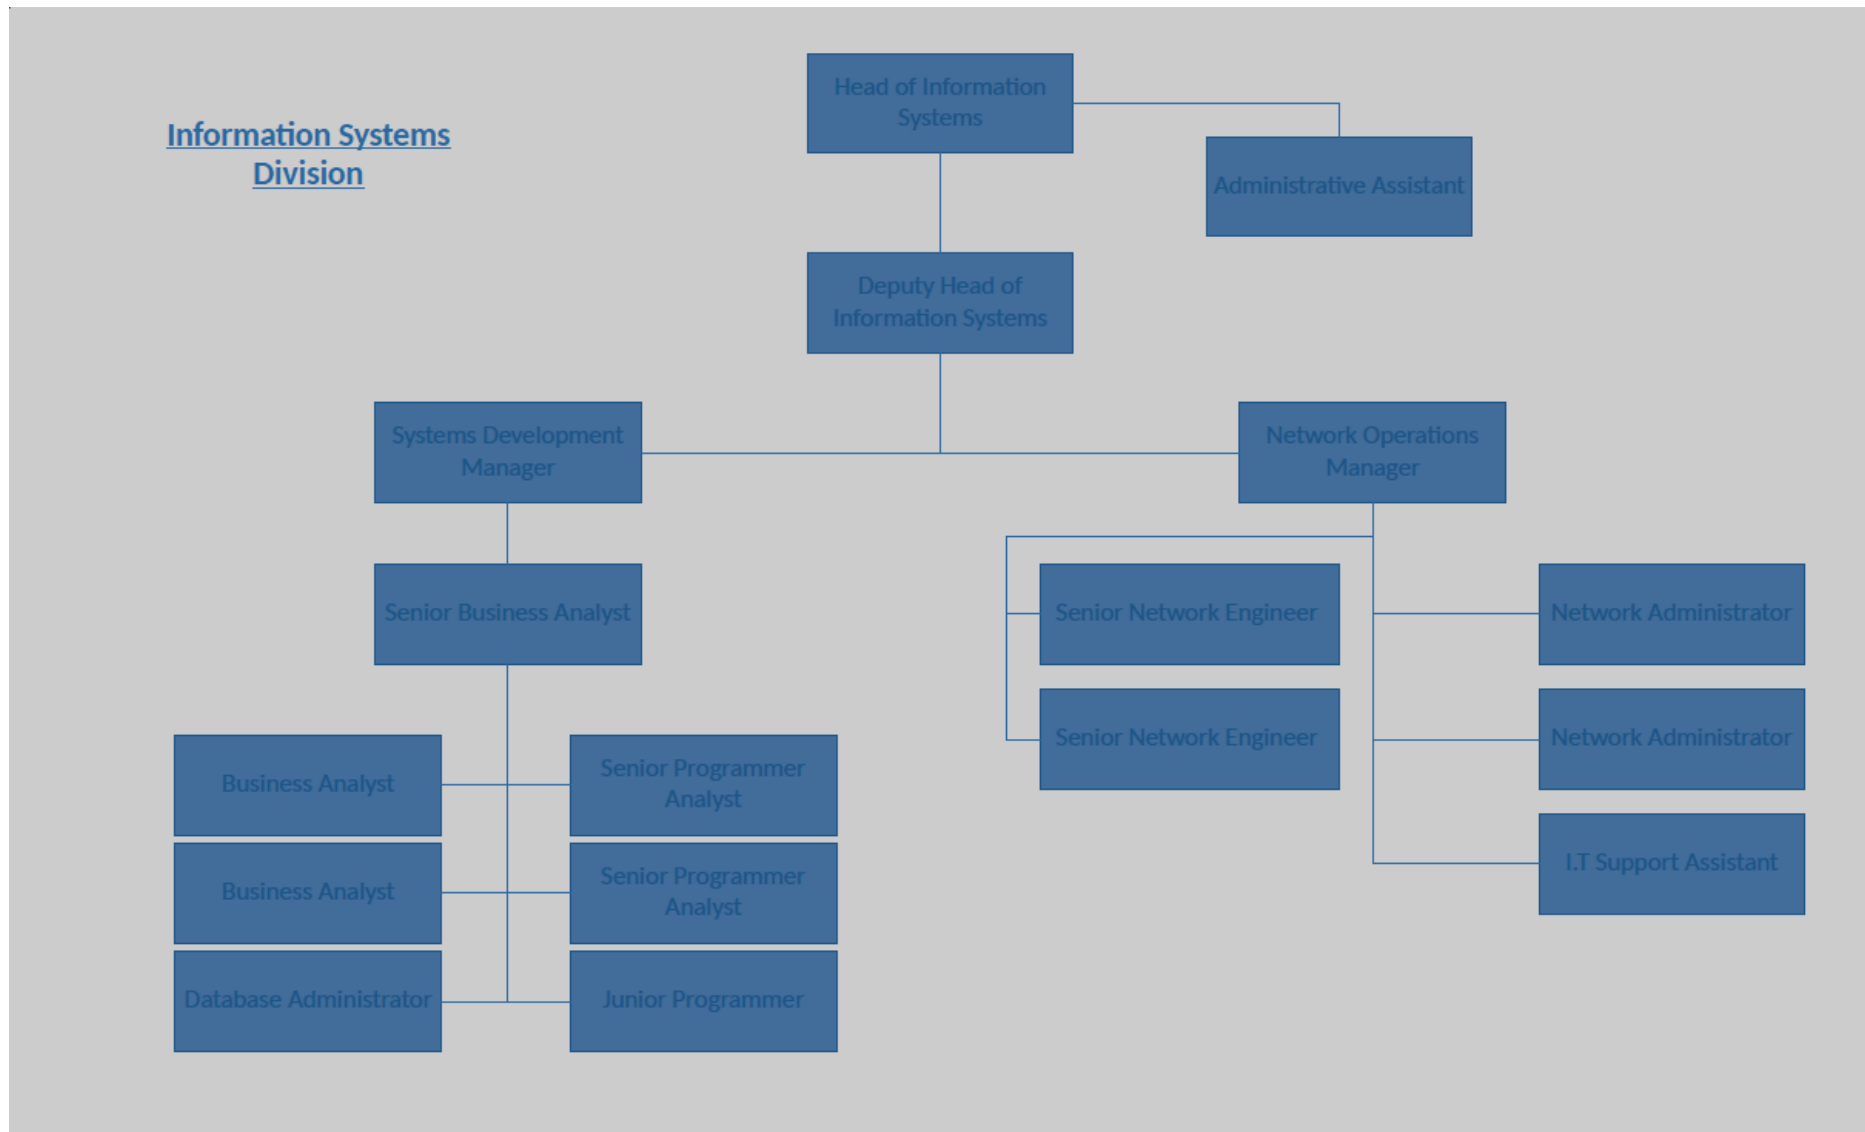 Information Systems
Division
Head of Information
Systems
Administrative Assistant
Deputy Head of
Information Systems
Systems Development
Manager
Network Operations
Manager
Senior Business Analyst
Senior Network Engineer
Network Administrator
Senior Network Engineer
Network Administrator
Business Analyst
Senior Programmer
Analyst
I.T Support Assistant
Business Analyst
Senior Programmer
Analyst
Database Administrator
Junior Programmer